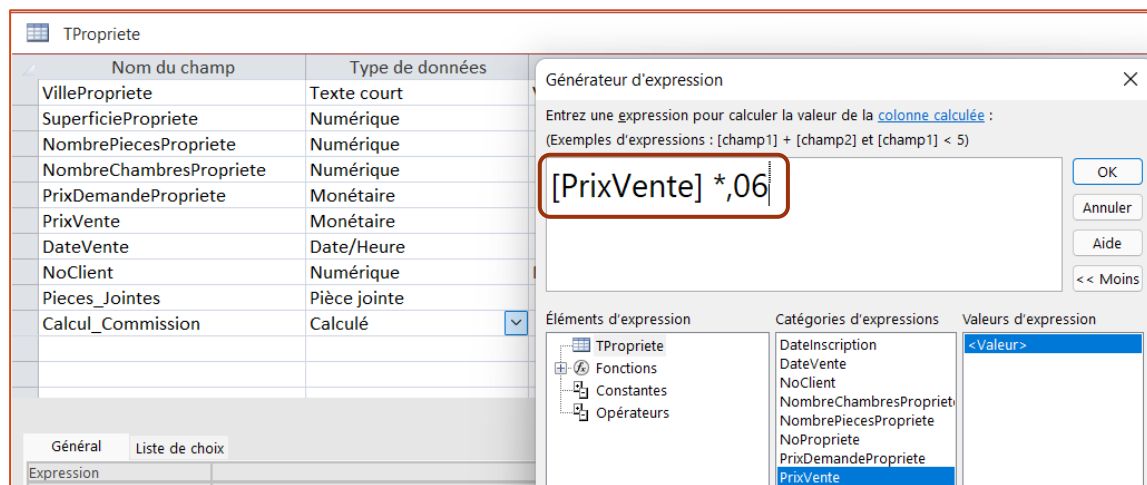 TPropriete
Nom du champ Type de données
VillePropriete Texte court
SuperficiePropriete Numérique
NombrePiecesPropriete Numérique
NombreChambresPropriete Numérique
PrixDemandePropriete Monétaire
PrixVente Monétaire
DateVente Date/Heure
NoClient Numérique
Pieces_Jointes Pièce jointe
Calcul_Commission Calculé
Général Liste de choix
Expression
Générateur d'expression
Entrez une expression pour calculer la valeur de la colonne calculée :
(Exemples d'expressions : [champ1] + [champ2] et [champ1] < 5)
[PrixVente] *,06
OK
Annuler
Aide
<< Moins
Éléments d'expression Catégories d'expressions Valeurs d'expression
TPropriete
Fonctions
Constantes
Opérateurs
DateInscription
DateVente
NoClient
NombreChambresPropriet
NombrePiecesPropriete
NoPropriete
PrixDemandePropriete
PrixVente
<Valeur>